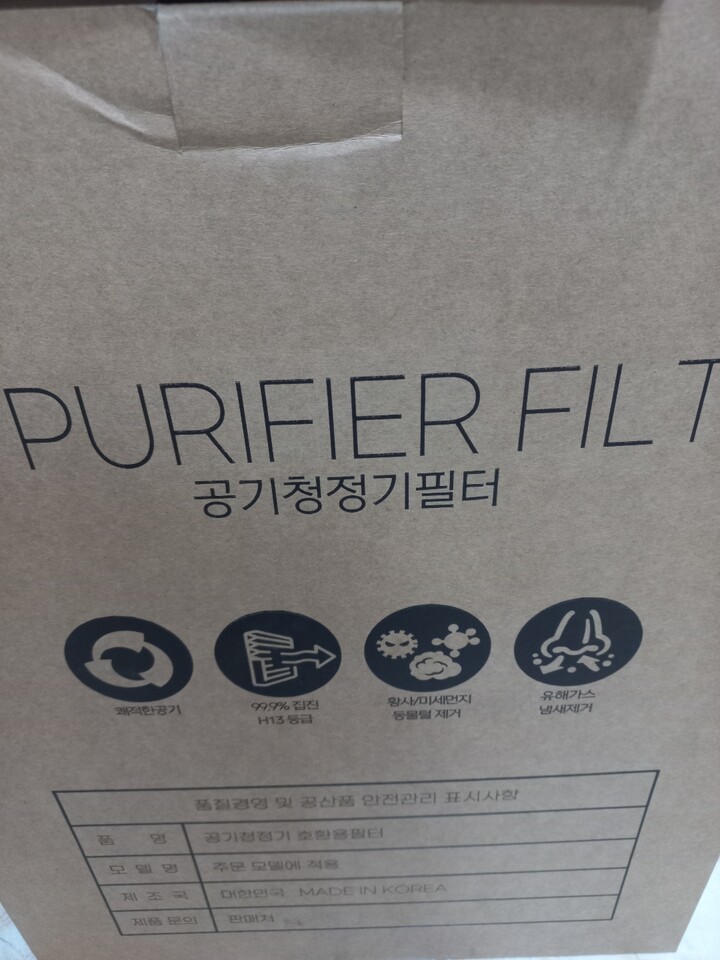 PURIFIER FILT
공기청정기필터
쾌적한공기
99.9% 집진
H13 등급
황사/미세먼지
동물털 제거
유해가스
냄새제거
품질경영 및 공산품 안전관리 표시사항
품 명 공기청정기 호환용필터
모 델 명 주문 모델에 적용
제 조 국 대한민국 MADE IN KOREA
제품 문의 판매처